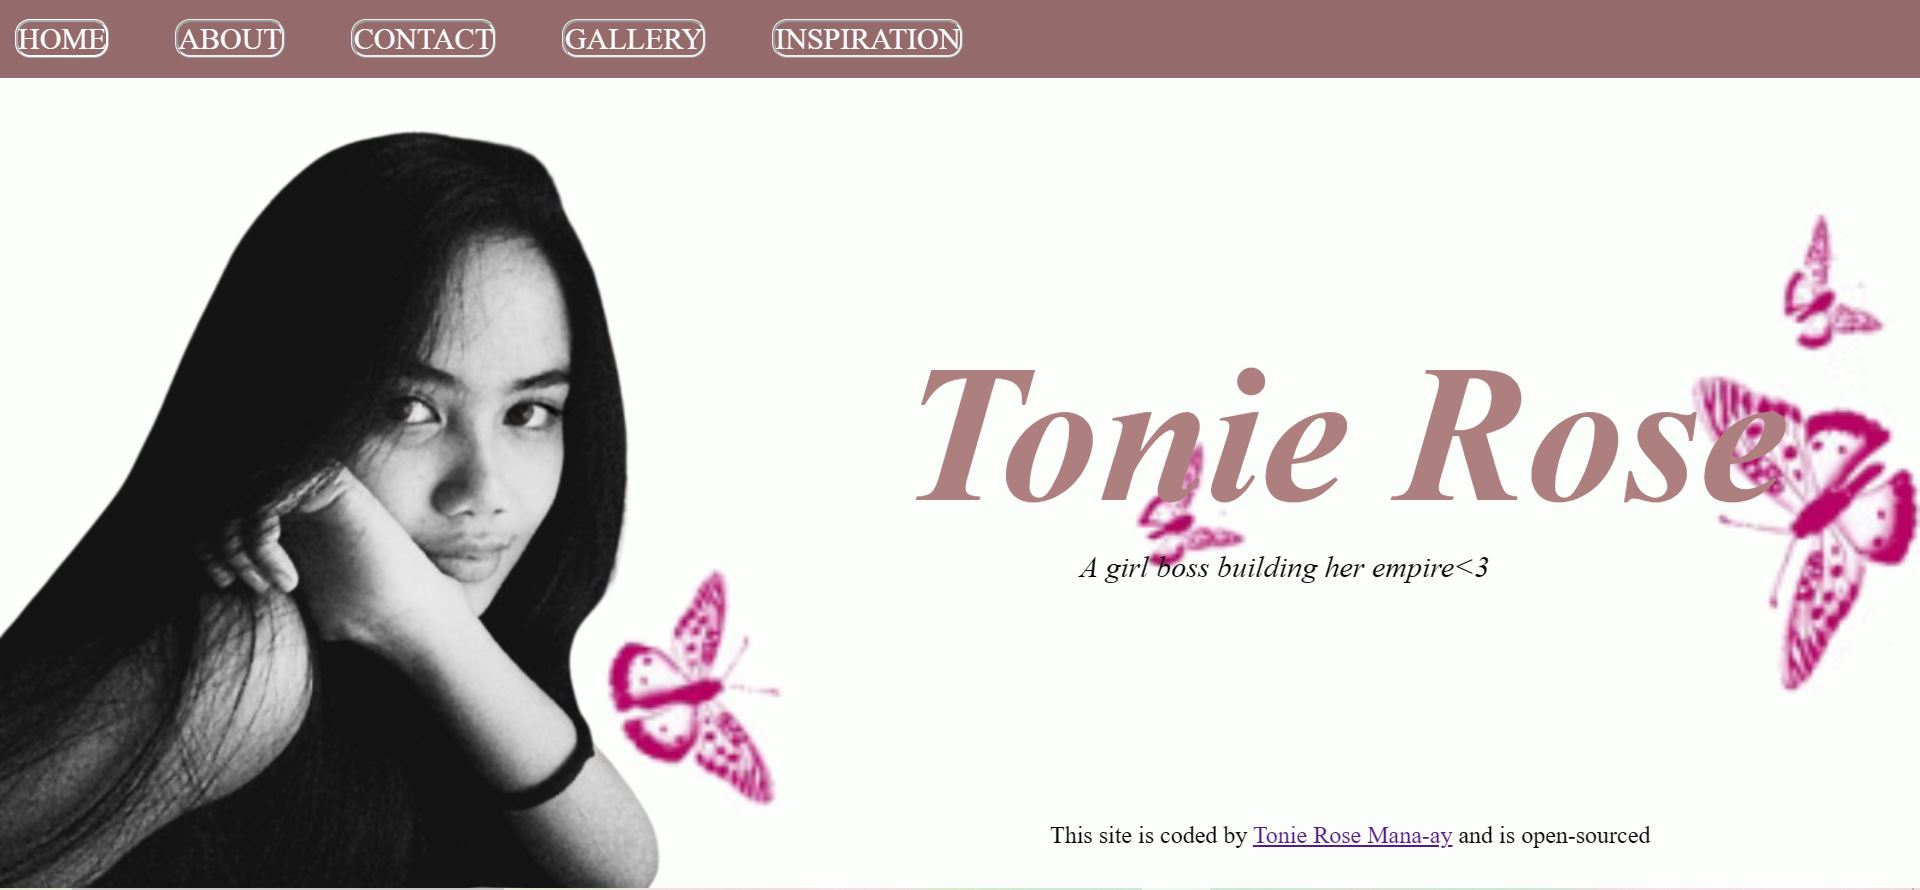 HOME ABOUT CONTACT GALLERY INSPIRATION
Tonie Rose
A girl boss building her empire<3
This site is coded by Tonie Rose Mana-ay and is open-sourced